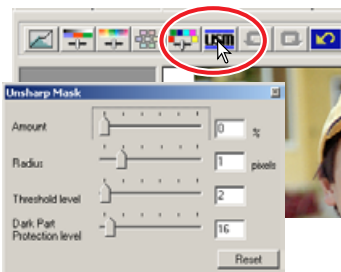 usm
Unsharp Mask
Amount 0 %
Radius 1 pixels
Threshold level 2
Dark Part
Protection level 16
Reset